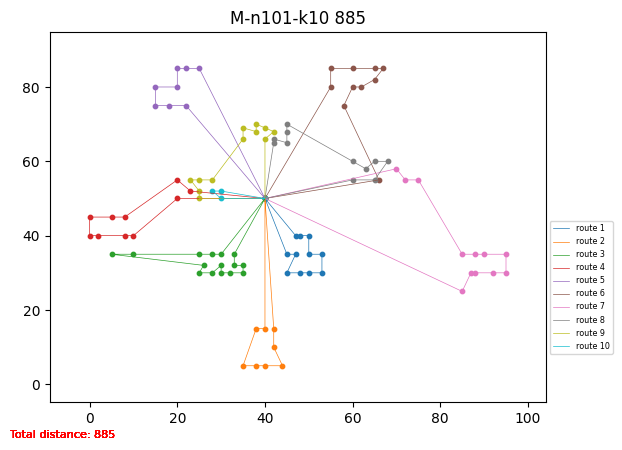 M-n101-k10 885
80
60
40
20
0
0 20 40 60 80 100
route 1
route 2
route 3
route 4
route 5
route 6
route 7
route 8
route 9
route 10
Total distance: 885